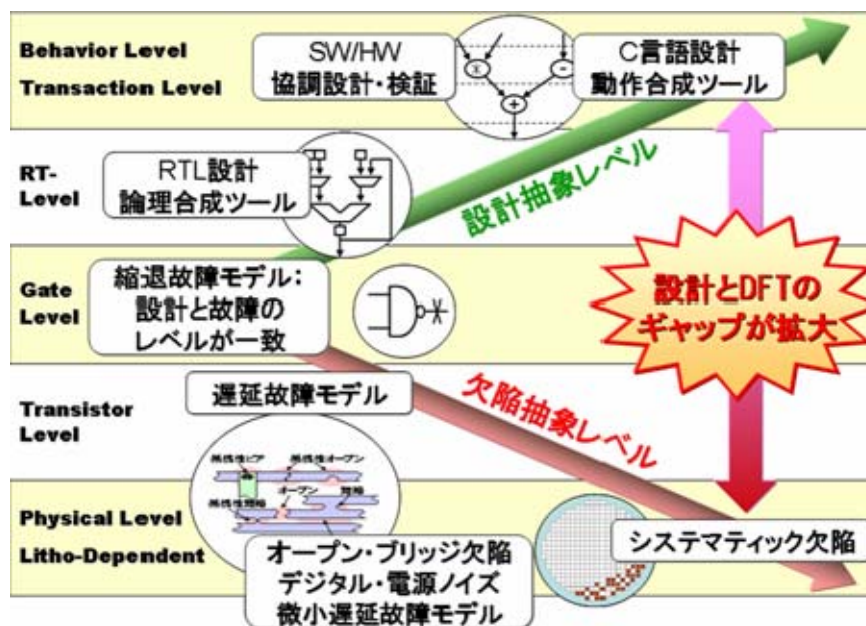 Behavior Level
Transaction Level
SW/HW
協調設計・検証
C言語設計
動作合成ツール
RT-
Level
RTL設計
論理合成ツール
設計抽象レベル
Gate
Level
縮退故障モデル:
設計と故障の
レベルが一致
設計とDFTの
ギャップが拡大
Transistor
Level
遅延故障モデル
欠陥抽象レベル
オープン
短絡
Physical Level
Litho-Dependent
オープン・ブリッジ欠陥
デジタル・電源ノイズ
微小遅延故障モデル
システマティック欠陥